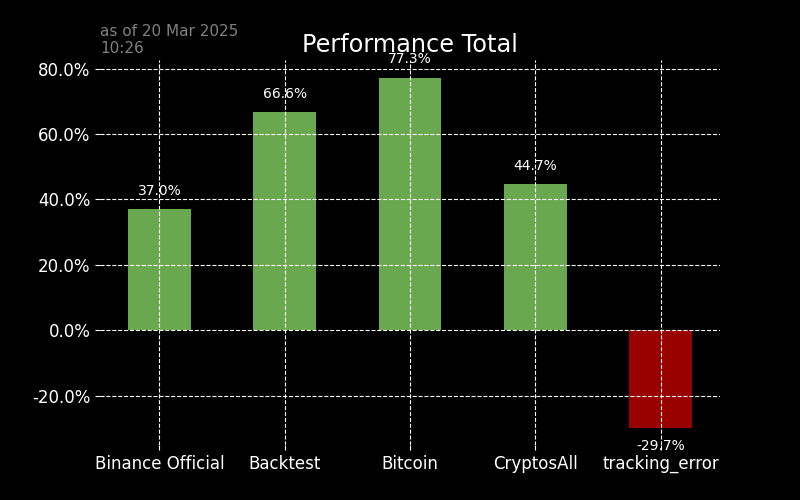 as of 20 Mar 2025
10:26
Performance Total
80.0%
60.0%
40.0%
20.0%
0.0%
-20.0%
37.0%
66.6%
77.3%
44.7%
-29.7%
Binance Official
Backtest
Bitcoin
CryptosAll
tracking_error